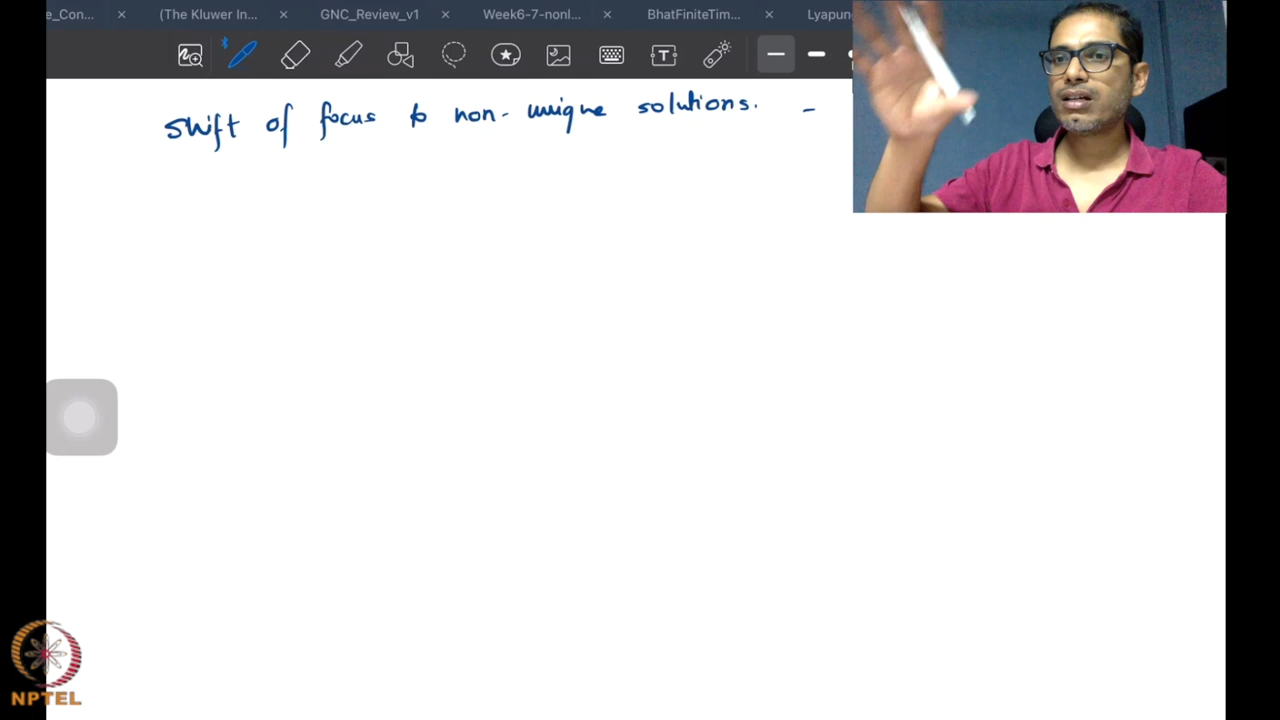 e_Con... × (The Kluwer In... × GNC_Review_v1 × Week6-7-nonl... × BhatFiniteTim... × Lyapun
T
shift of focus to non-unique solutions. -
NPTEL